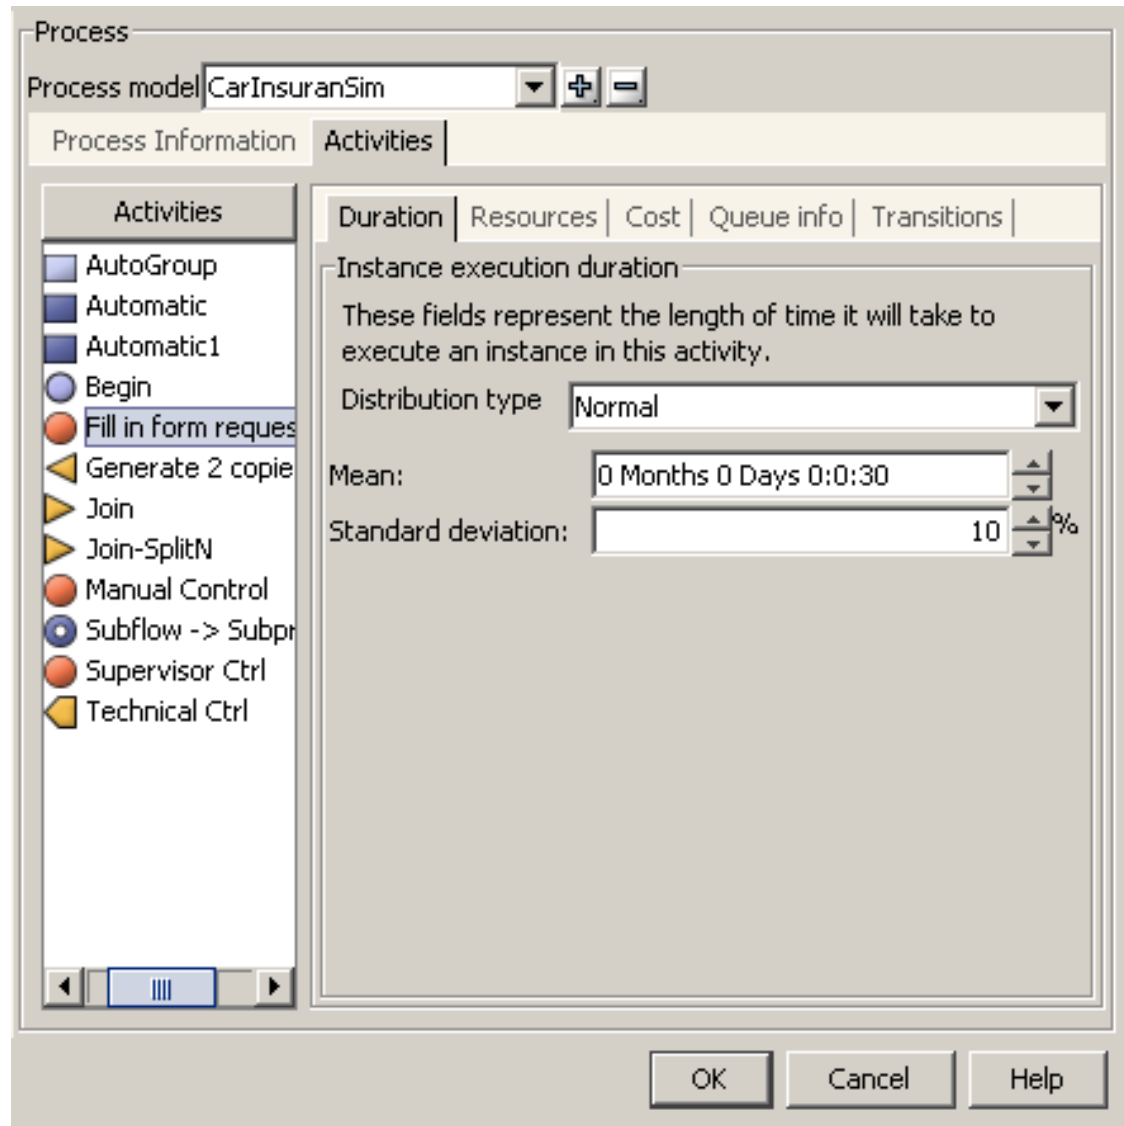 Process
Process model CarInsuranSim
Process Information Activities
Activities
AutoGroup
Automatic
Automatic1
Begin
Fill in form reques
Generate 2 copie
Join
Join-SplitN
Manual Control
Subflow -> Subpr
Supervisor Ctrl
Technical Ctrl
Duration Resources Cost Queue info Transitions
Instance execution duration
These fields represent the length of time it will take to
execute an instance in this activity.
Distribution type Normal
Mean: 0 Months 0 Days 0:0:30
Standard deviation: 10 %
OK Cancel Help